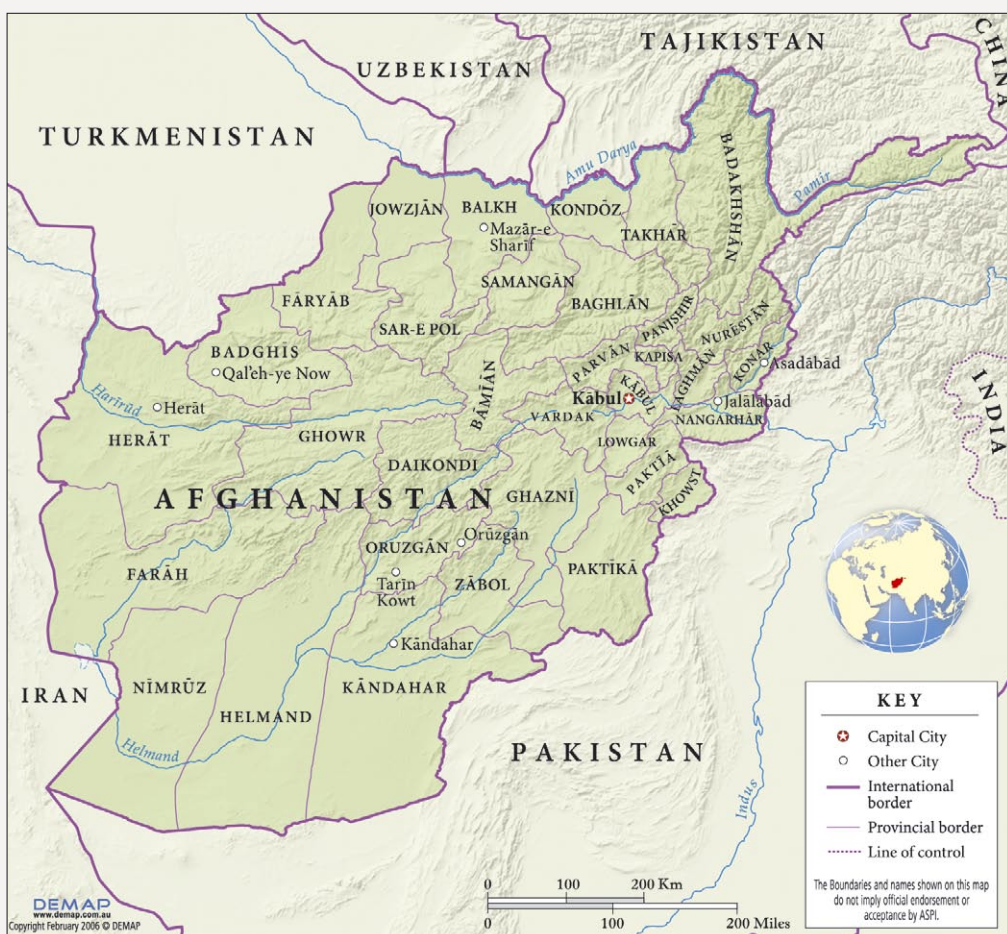 TAJIKISTAN
CHINA
UZBEKISTAN
TURKMENISTAN
Amu Darya
Pamir
BADAKHSHĀN
JOWZJĀN
BALKH
KONDŌZ
Mazār-e
Sharīf
TAKHĀR
SAMANGĀN
FĀRYĀB
BAGHLĀN
SAR-E POL
PANJSHIR
NURESTĀN
BADGHĪS
Qal'eh-ye Now
PARVĀN
KAPISA
LAGHMĀN
KONAR
Asadābād
INDIA
BĀMĪĀN
KĀBUL
Kābul
Harīrūd
Herāt
Jalālābād
VARDAK
NANGARHĀR
HERĀT
GHOWR
LOWGAR
DAIKONDI
PAKTĪĀ
KHOWST
AFGHANISTAN
GHAZNĪ
Orūzgān
ORUZGĀN
FARĀH
Tarīn
Kowt
ZĀBOL
PAKTĪKĀ
Kāndahar
IRAN
NĪMRŪZ
HELMAND
KĀNDAHAR
Helmand
PAKISTAN
Indus
KEY
Capital City
Other City
International
border
Provincial border
Line of control
The Boundaries and names shown on this map
do not imply official endorsement or
acceptance by ASPI.
0 100 200 Km
0 100 200 Miles
DEMAP
www.demap.com.au
Copyright February 2006 © DEMAP